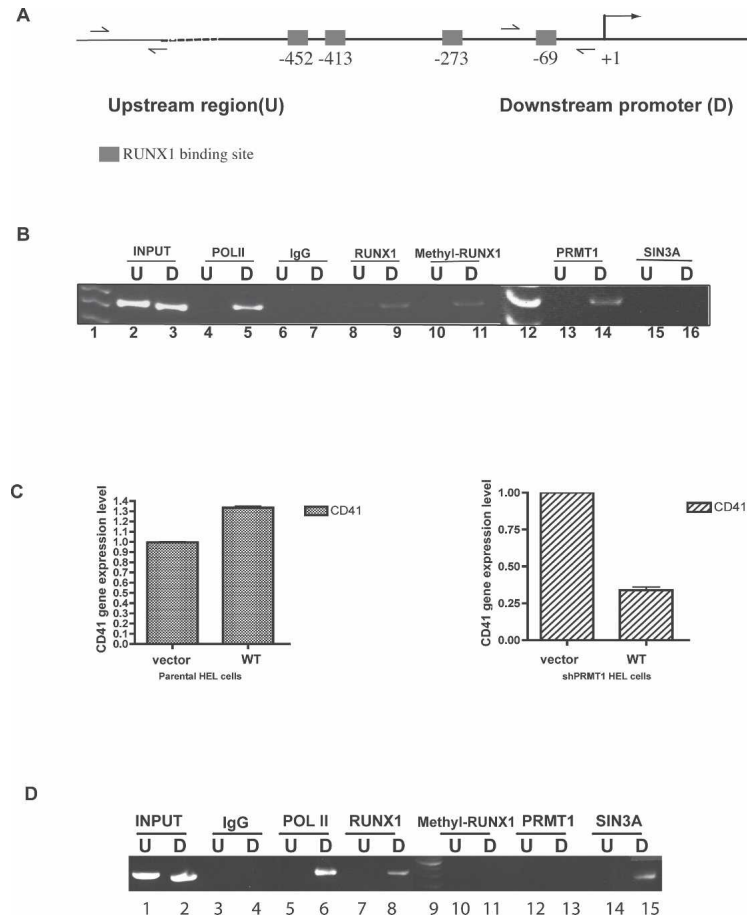 A
-452 -413 -273 -69 +1
Upstream region(U) Downstream promoter (D)
RUNX1 binding site
B
INPUT POLII IgG RUNX1 Methyl-RUNX1 PRMT1 SIN3A
U D U D U D U D U D U D U D
1 2 3 4 5 6 7 8 9 10 11 12 13 14 15 16
C
CD41 gene expression level
1.4
1.3
1.2
1.1
1.0
0.9
0.8
0.7
0.6
0.5
0.4
0.3
0.2
0.1
0.0
vector WT
Parental HEL cells
CD41
CD41 gene expression level
1.00
0.75
0.50
0.25
0.00
vector WT
shPRMT1 HEL cells
CD41
D
INPUT IgG POL II RUNX1 Methyl-RUNX1 PRMT1 SIN3A
U D U D U D U D U D U D U D
1 2 3 4 5 6 7 8 9 10 11 12 13 14 15